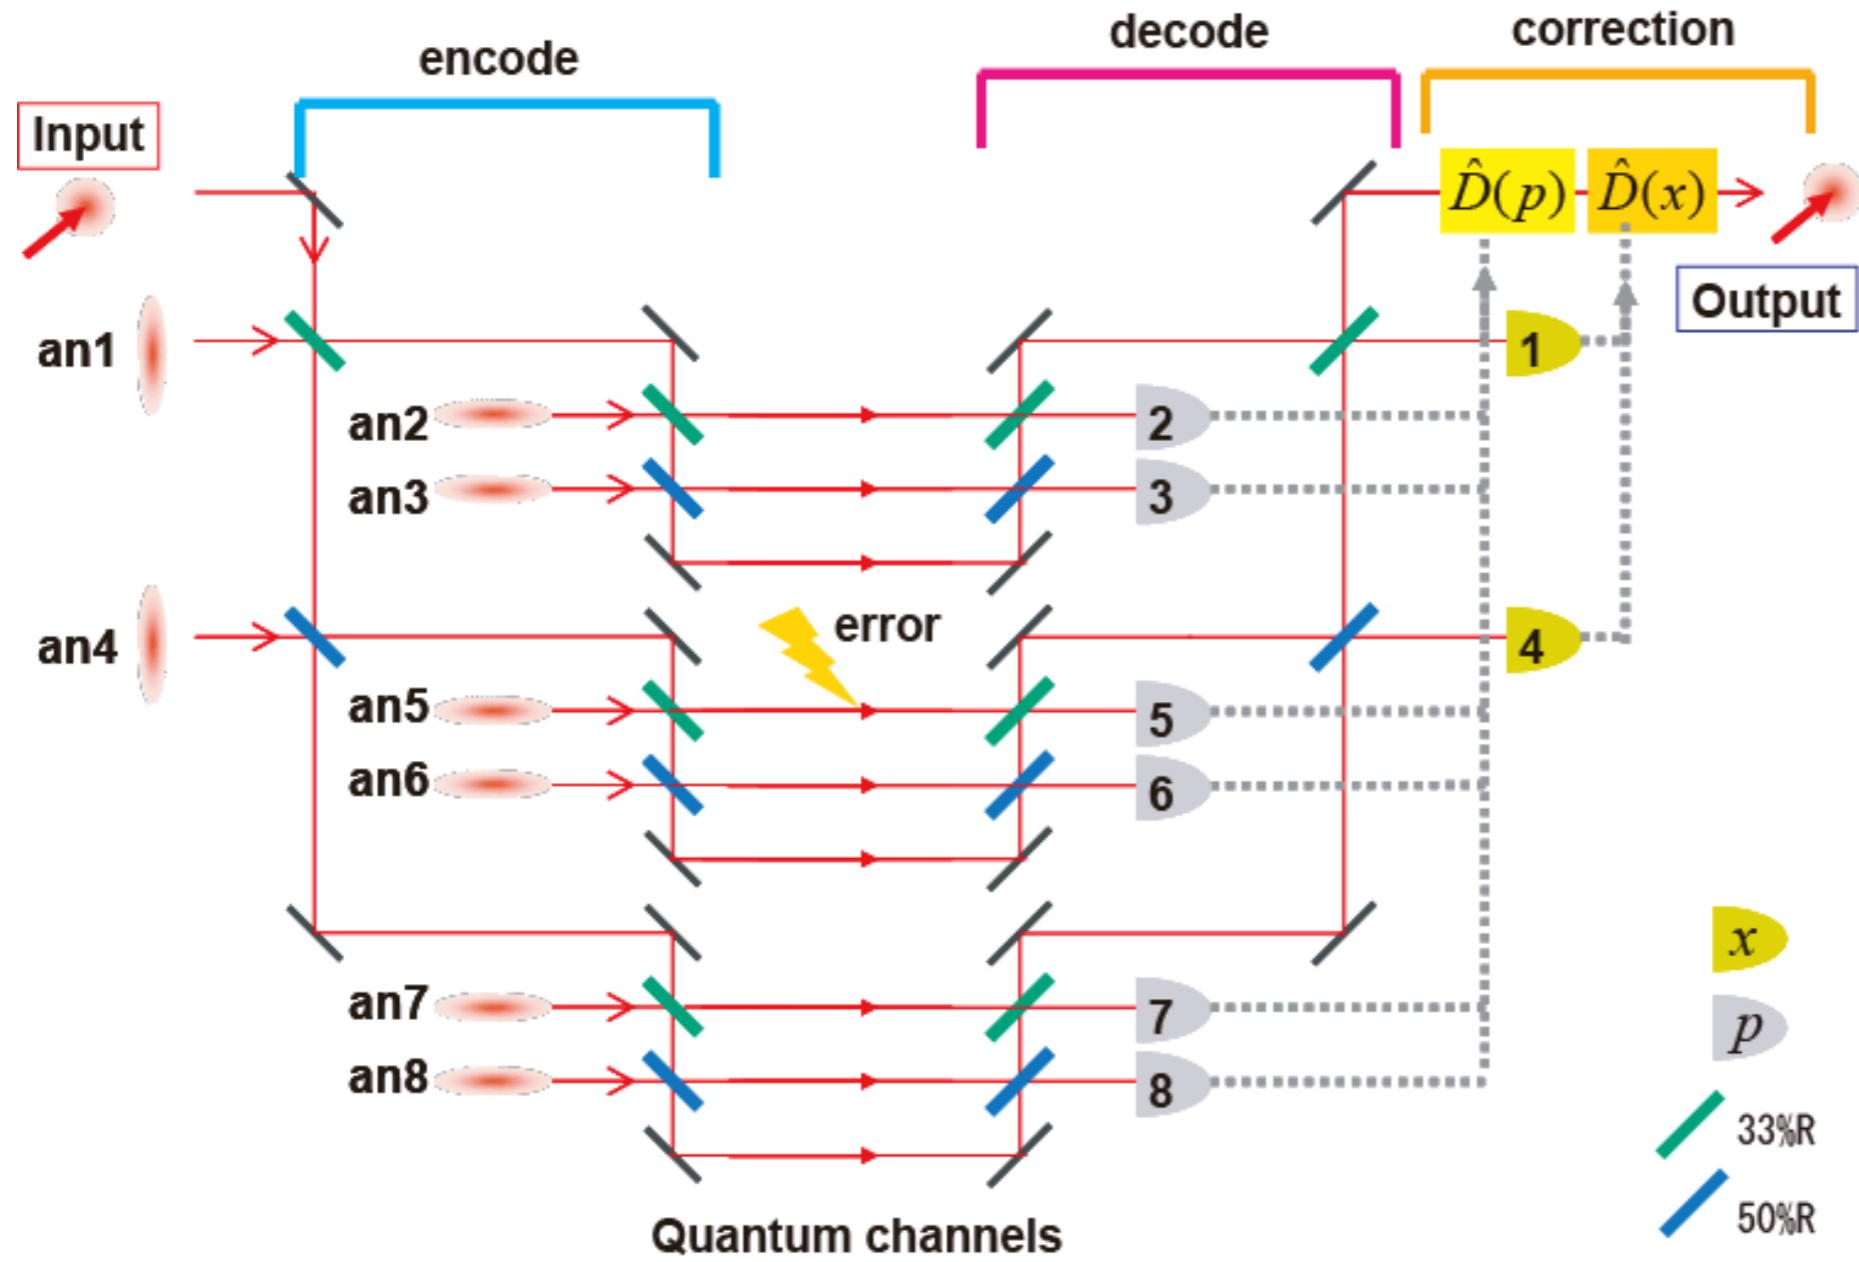 encode
decode
correction
Input
D̂(p)
D̂(x)
Output
an1
1
an2
2
an3
3
error
an4
4
an5
5
an6
6
x
an7
7
p
an8
8
33%R
50%R
Quantum channels